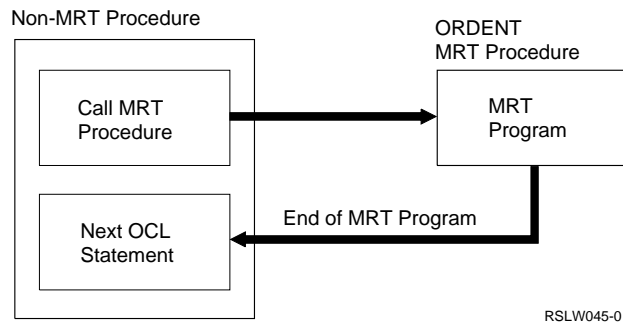 Non-MRT Procedure
ORDENT
MRT Procedure
Call MRT
Procedure
MRT
Program
End of MRT Program
Next OCL
Statement
RSLW045-0